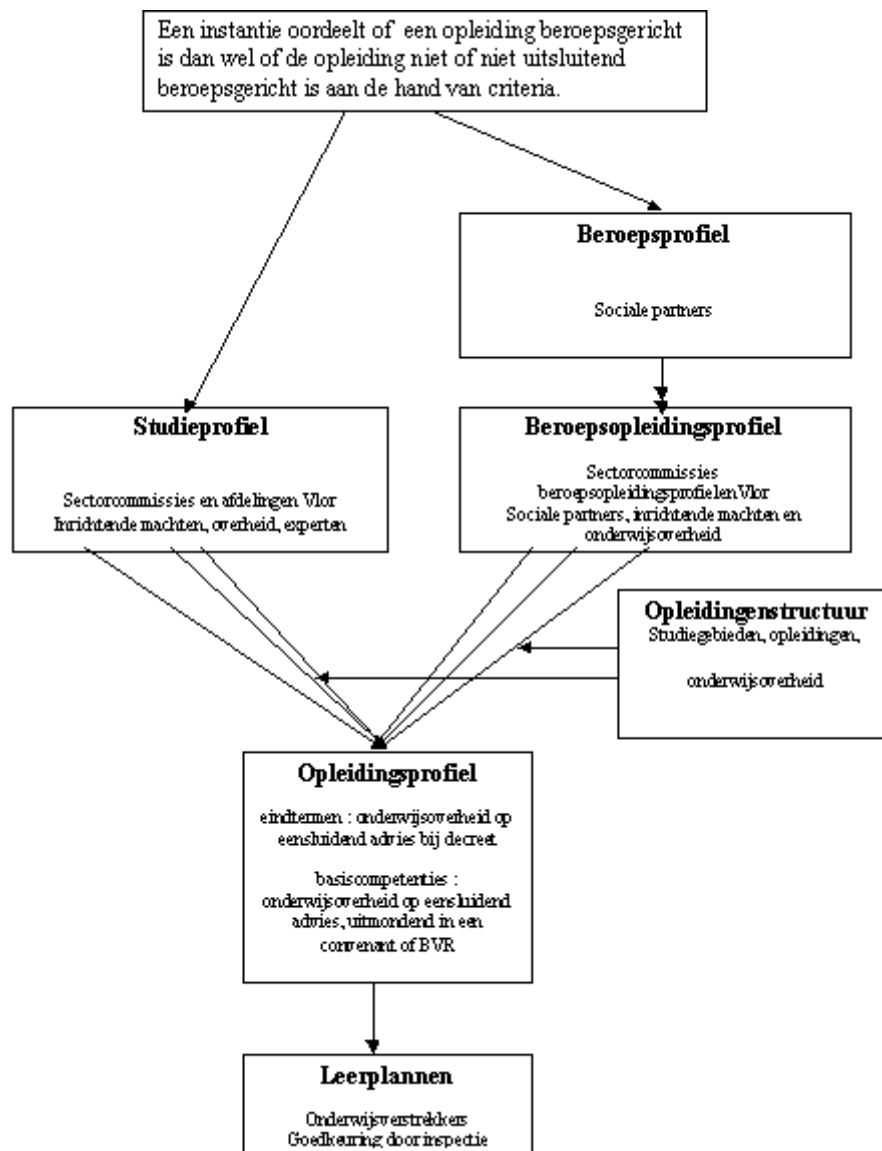 Een instantie oordeelt of een opleiding beroepsgericht
is dan wel of de opleiding niet of niet uitsluitend
beroepsgericht is aan de hand van criteria.
Beroepsprofiel
Sociale partners
Studieprofiel
Sectorcommissies en afdelingen Vlor
Inrichtende machten, overheid, experten
Beroepsopleidingsprofiel
Sectorcommissies
beroepsopleidingsprofielen Vlor
Sociale partners, inrichtende machten en
onderwijsoverheid
Opleidingenstructuur
Studiegebieden, opleidingen,
onderwijsoverheid
Opleidingsprofiel
eindtermen : onderwijsoverheid op
eensluidend advies bij decreet
basiscompetenties :
onderwijsoverheid op eensluidend
advies, uitmondend in een
convenant of BVR
Leerplannen
Onderwijsverstrekkers
Goedkeuring door inspectie